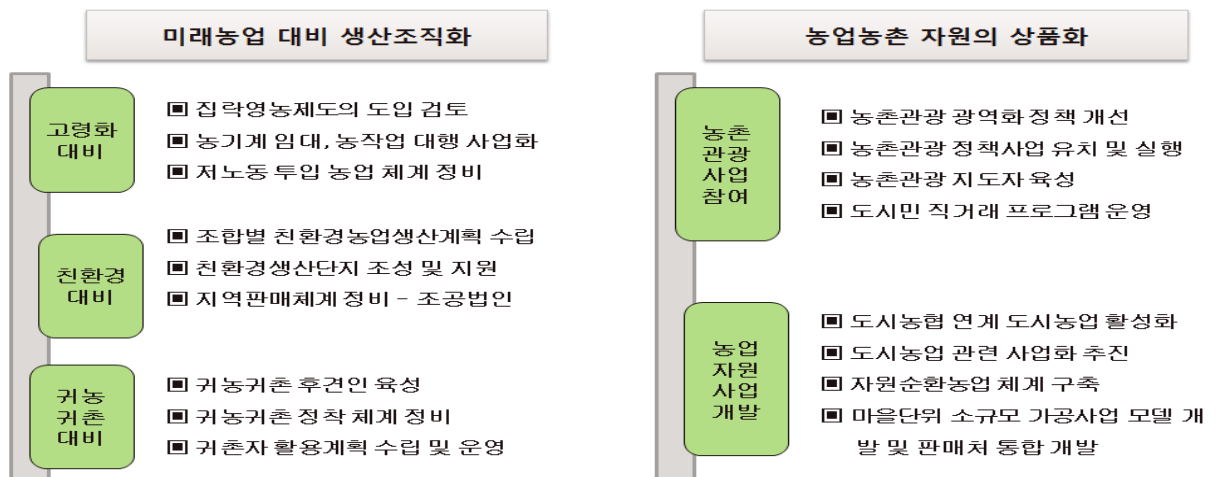 미래농업 대비 생산조직화
고령화
대비
▣ 집락영농제도의 도입 검토
▣ 농기계 임대, 농작업 대행 사업화
▣ 저노동 투입 농업 체계 정비
친환경
대비
▣ 조합별 친환경농업생산계획 수립
▣ 친환경생산단지 조성 및 지원
▣ 지역판매체계 정비 – 조공법인
귀농
귀촌
대비
▣ 귀농귀촌 후견인 육성
▣ 귀농귀촌 정착 체계 정비
▣ 귀촌자 활용계획 수립 및 운영
농업농촌 자원의 상품화
농촌
관광
사업
참여
▣ 농촌관광 광역화 정책 개선
▣ 농촌관광 정책사업 유치 및 실행
▣ 농촌관광 지도자 육성
▣ 도시민 직거래 프로그램 운영
농업
자원
사업
개발
▣ 도시농협 연계 도시농업 활성화
▣ 도시농업 관련 사업화 추진
▣ 자원순환농업 체계 구축
▣ 마을단위 소규모 가공사업 모델 개
발 및 판매처 통합 개발